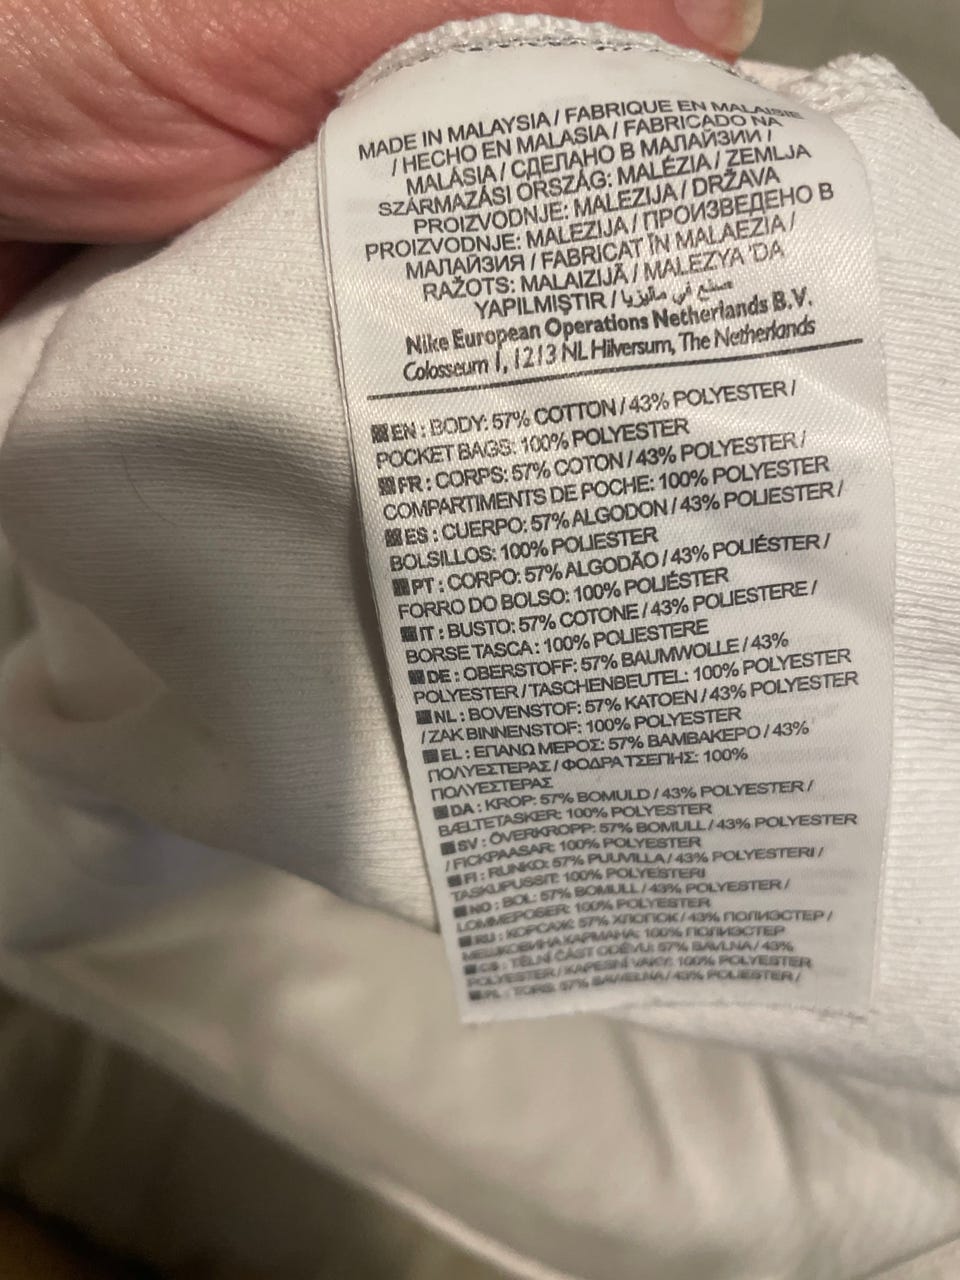 MADE IN MALAYSIA / FABRIQUE EN MALAISIE
/ HECHO EN MALASIA / FABRICADO NA
MALÁSIA / СДЕЛАНО В МАЛАЙЗИИ /
SZÁRMAZÁSI ORSZÁG: MALÉZIA / ZEMLJA
PROIZVODNJE: MALEZIJA / DRŽAVA
PROIZVODNJE: MALEZIJA / ПРОИЗВЕДЕНО В
МАЛАЙЗИЯ / FABRICAT ÎN MALAEZIA /
RAŽOTS: MALAIZIJĀ / MALEZYA 'DA
YAPILMIŞTIR / صنع في ماليزيا
Nike European Operations Netherlands B.V.
Colosseum 1, 1213 NL Hilversum, The Netherlands
EN : BODY: 57% COTTON / 43% POLYESTER /
POCKET BAGS: 100% POLYESTER
FR : CORPS: 57% COTON / 43% POLYESTER /
COMPARTIMENTS DE POCHE: 100% POLYESTER
ES : CUERPO: 57% ALGODON / 43% POLIESTER /
BOLSILLOS: 100% POLIESTER
PT : CORPO: 57% ALGODÃO / 43% POLIÉSTER /
FORRO DO BOLSO: 100% POLIÉSTER
IT : BUSTO: 57% COTONE / 43% POLIESTERE /
BORSE TASCA: 100% POLIESTERE
DE : OBERSTOFF: 57% BAUMWOLLE / 43%
POLYESTER / TASCHENBEUTEL: 100% POLYESTER
NL : BOVENSTOF: 57% KATOEN / 43% POLYESTER
/ ZAK BINNENSTOF: 100% POLYESTER
EL : ΕΠΑΝΩ ΜΕΡΟΣ: 57% ΒΑΜΒΑΚΕΡΟ / 43%
ΠΟΛΥΕΣΤΕΡΑΣ / ΦΟΔΡΑ ΤΣΕΠΗΣ: 100%
ΠΟΛΥΕΣΤΕΡΑΣ
DA : KROP: 57% BOMULD / 43% POLYESTER /
BÆLTETASKER: 100% POLYESTER
SV : ÖVERKROPP: 57% BOMULL / 43% POLYESTER
/ FICKPAASAR: 100% POLYESTER
FI : RUNKO: 57% PUUVILLA / 43% POLYESTERI /
TASKUPUSSIT: 100% POLYESTERI
NO : BOL: 57% BOMULL / 43% POLYESTER /
LOMMEPOSER: 100% POLYESTER
RU : КОРСАЖ: 57% ХЛОПОК / 43% ПОЛИЭСТЕР /
МЕШКОВИНА КАРМАНА: 100% ПОЛИЭСТЕР
CS : TĚLNÍ ČÁST ODĚVU: 57% BAVLNA / 43%
POLYESTER / KAPESNÍ VAKY: 100% POLYESTER
PL : TORS: 57% BAWEŁNA / 43% POLIESTER /